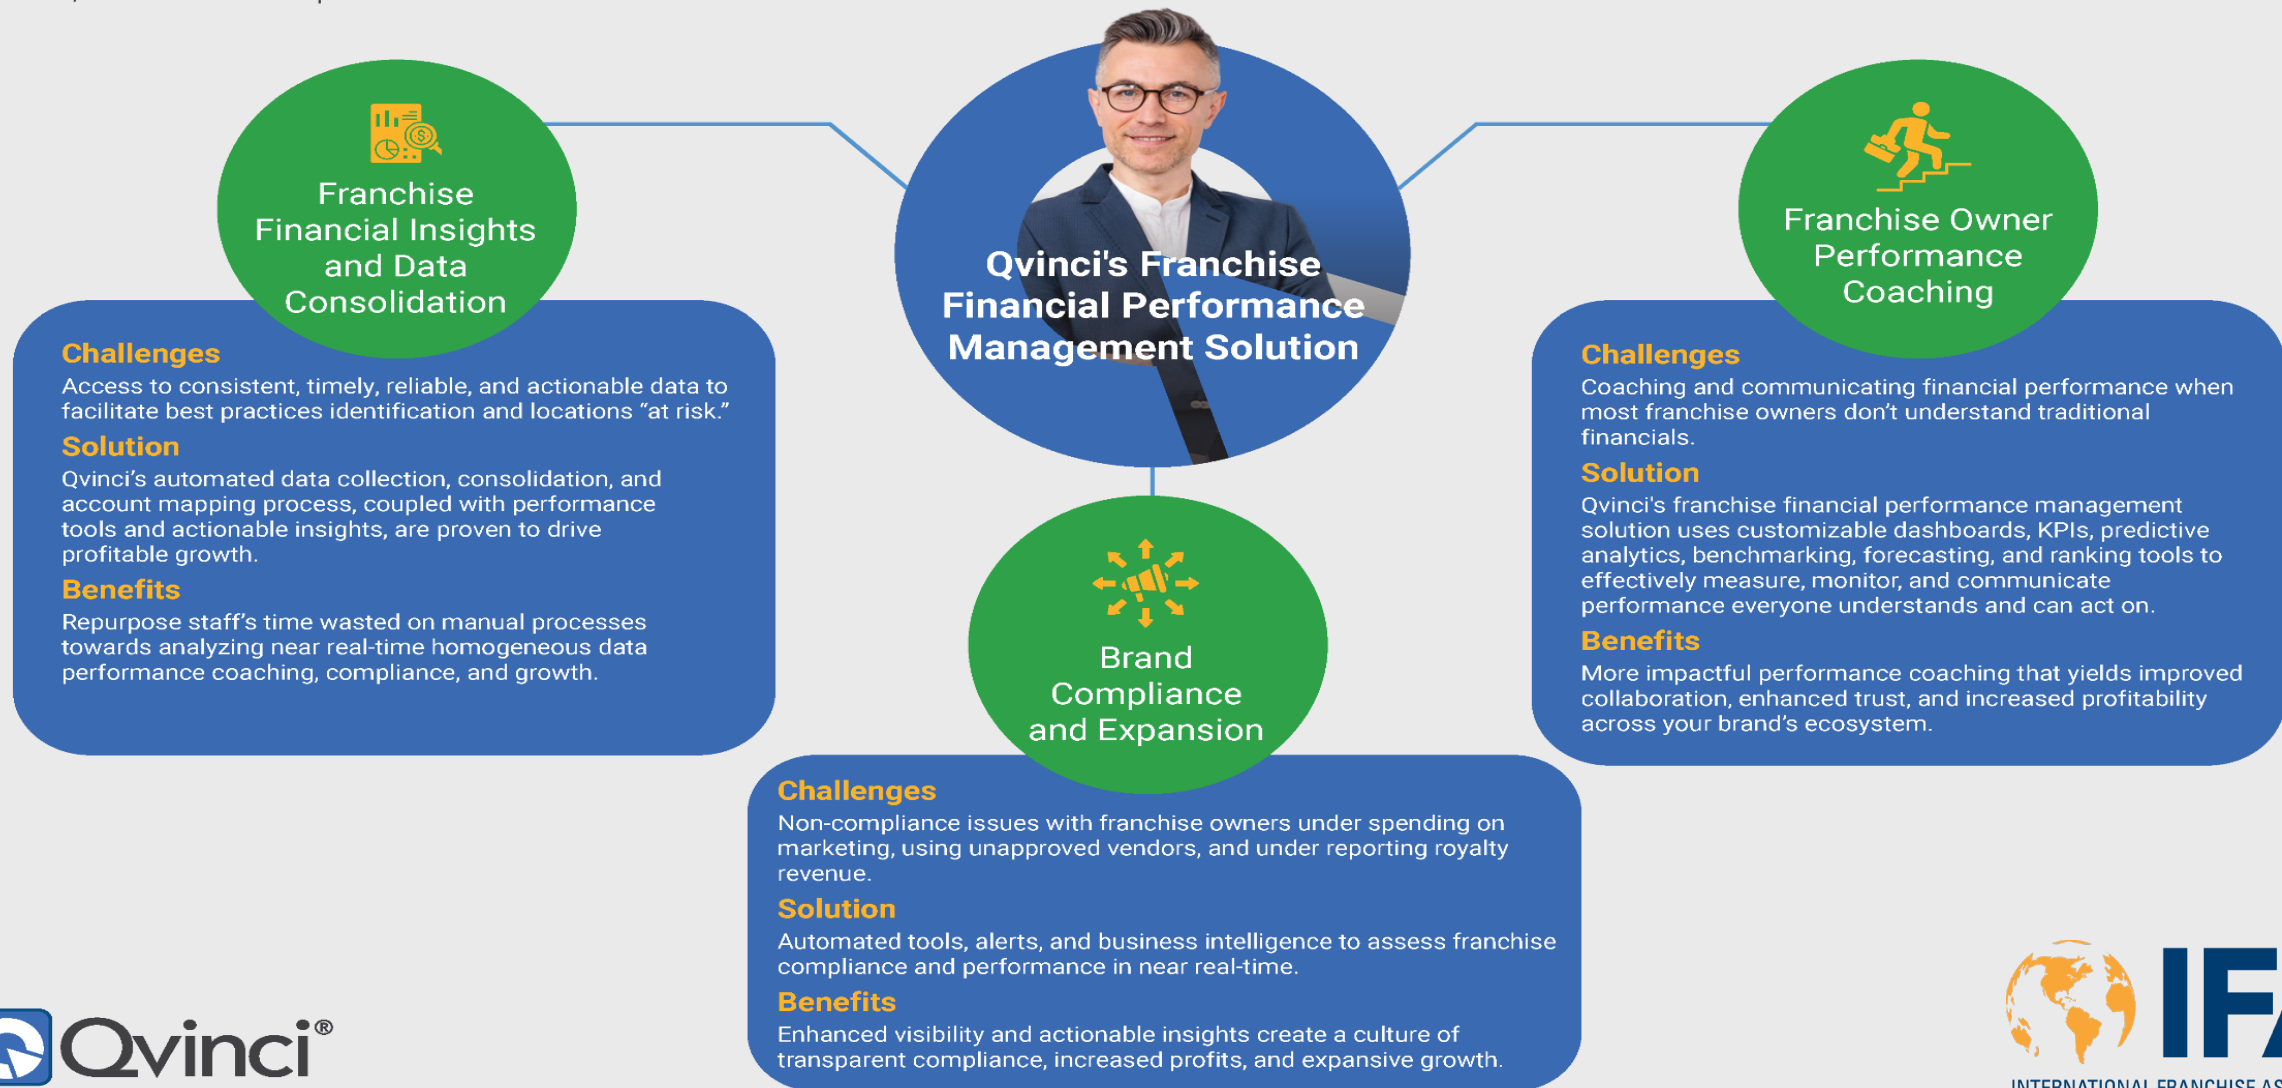 Franchise
Financial Insights
and Data
Consolidation
Challenges
Access to consistent, timely, reliable, and actionable data to
facilitate best practices identification and locations “at risk.”
Solution
Qvinci’s automated data collection, consolidation, and
account mapping process, coupled with performance
tools and actionable insights, are proven to drive
profitable growth.
Benefits
Repurpose staff’s time wasted on manual processes
towards analyzing near real-time homogeneous data
performance coaching, compliance, and growth.
Qvinci's Franchise
Financial Performance
Management Solution
Brand
Compliance
and Expansion
Challenges
Non-compliance issues with franchise owners under spending on
marketing, using unapproved vendors, and under reporting royalty
revenue.
Solution
Automated tools, alerts, and business intelligence to assess franchise
compliance and performance in near real-time.
Benefits
Enhanced visibility and actionable insights create a culture of
transparent compliance, increased profits, and expansive growth.
Franchise Owner
Performance
Coaching
Challenges
Coaching and communicating financial performance when
most franchise owners don’t understand traditional
financials.
Solution
Qvinci's franchise financial performance management
solution uses customizable dashboards, KPIs, predictive
analytics, benchmarking, forecasting, and ranking tools to
effectively measure, monitor, and communicate
performance everyone understands and can act on.
Benefits
More impactful performance coaching that yields improved
collaboration, enhanced trust, and increased profitability
across your brand’s ecosystem.
Qvinci®
IFA
INTERNATIONAL FRANCHISE AS